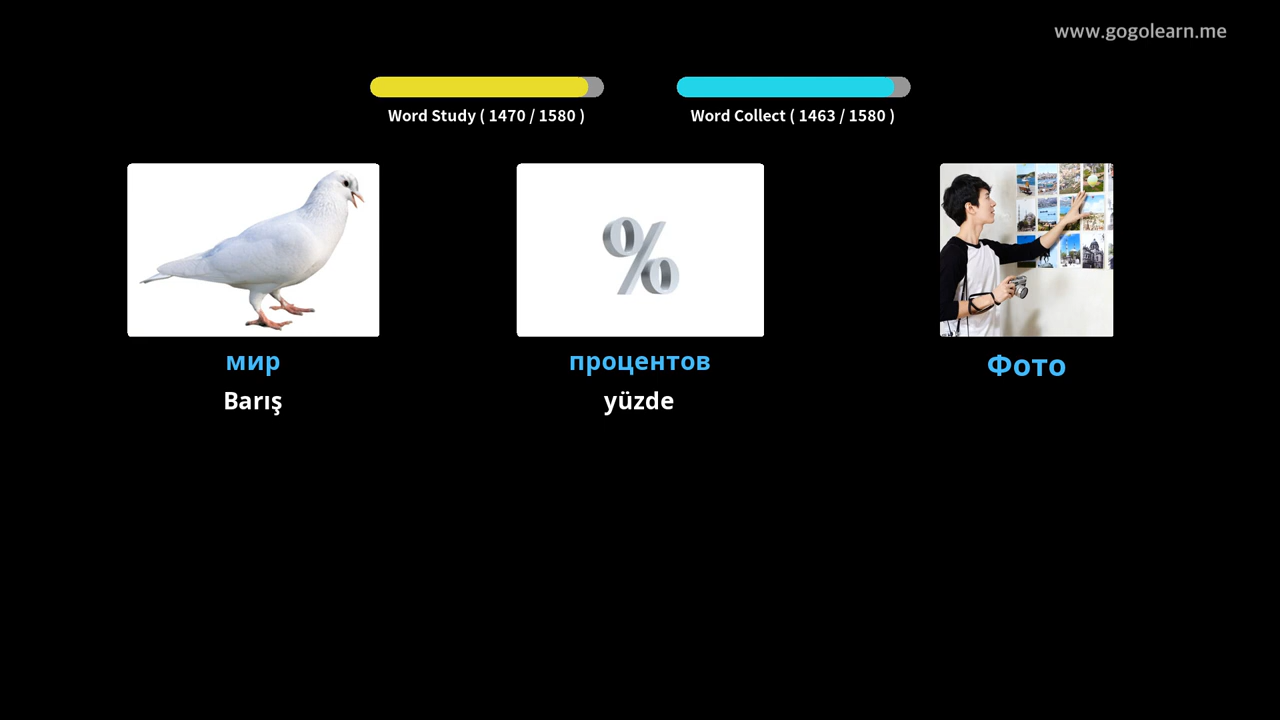 www.gogolearn.me
Word Study ( 1470 / 1580 )
Word Collect ( 1463 / 1580 )
мир
Barış
процентов
yüzde
Фото